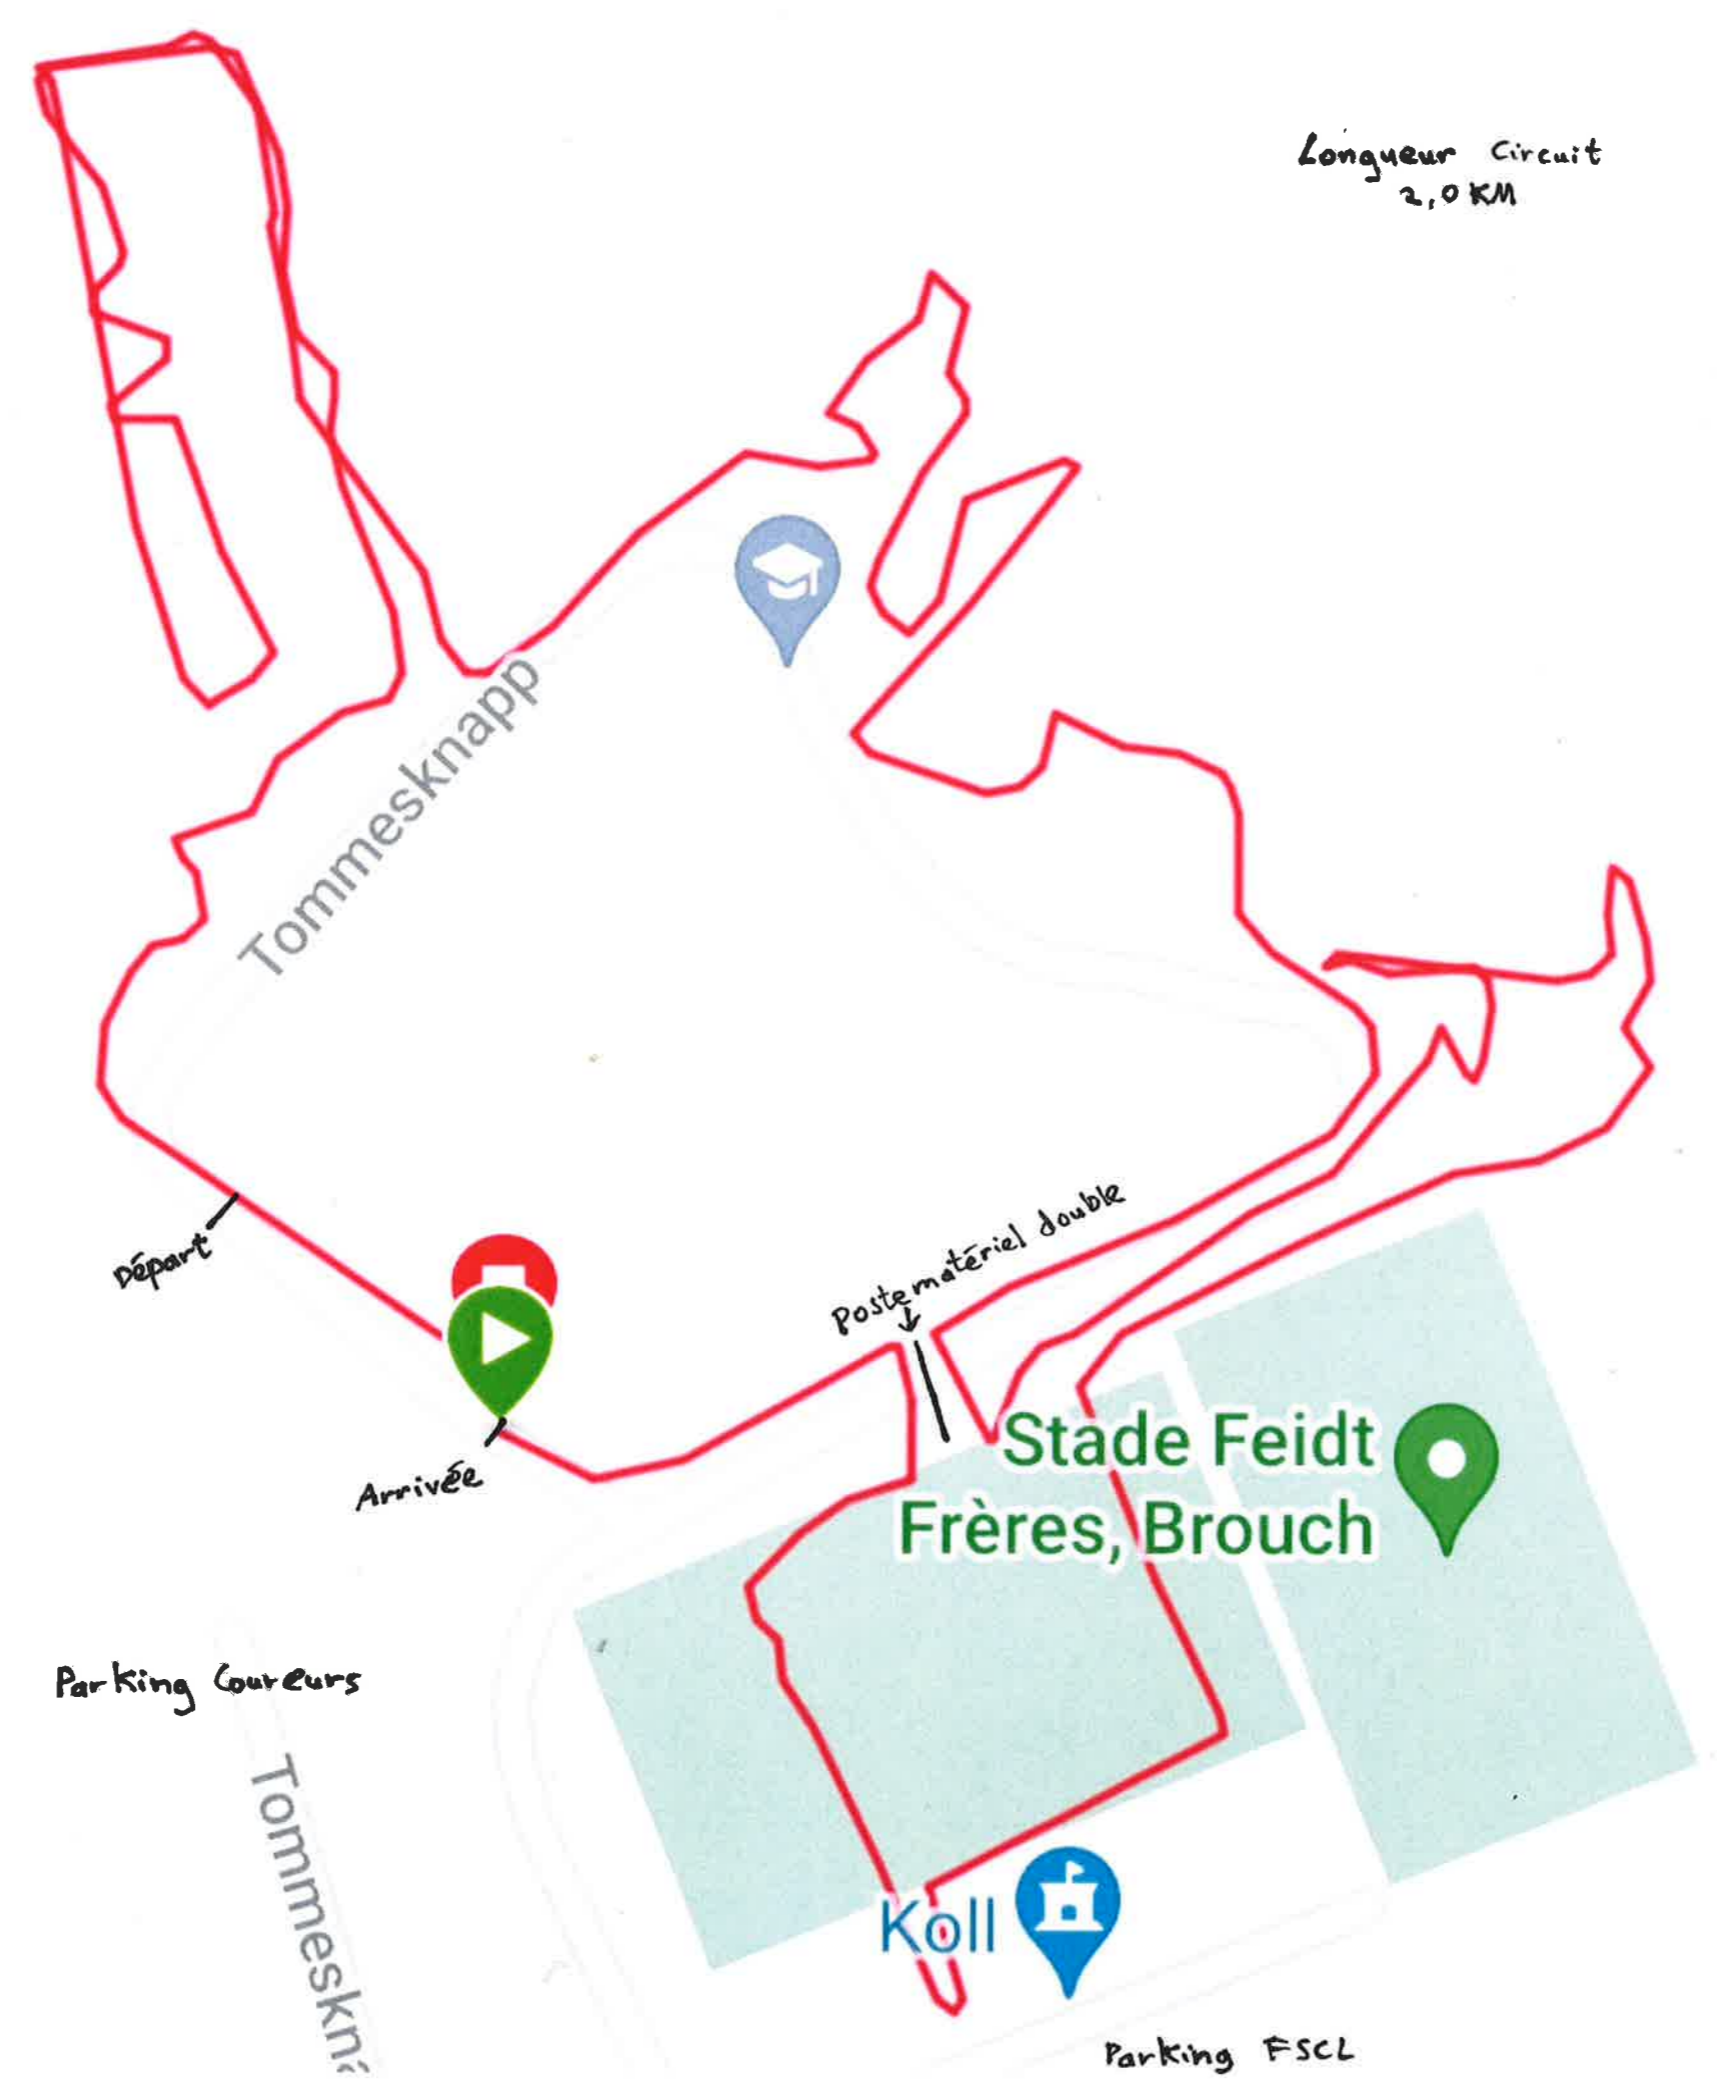 Longueur Circuit
2,0 KM
Tommesknapp
Départ
Poste matériel double
Arrivée
Stade Feidt
Frères, Brouch
Parking Coureurs
Tommeskna
Koll
Parking FSCL